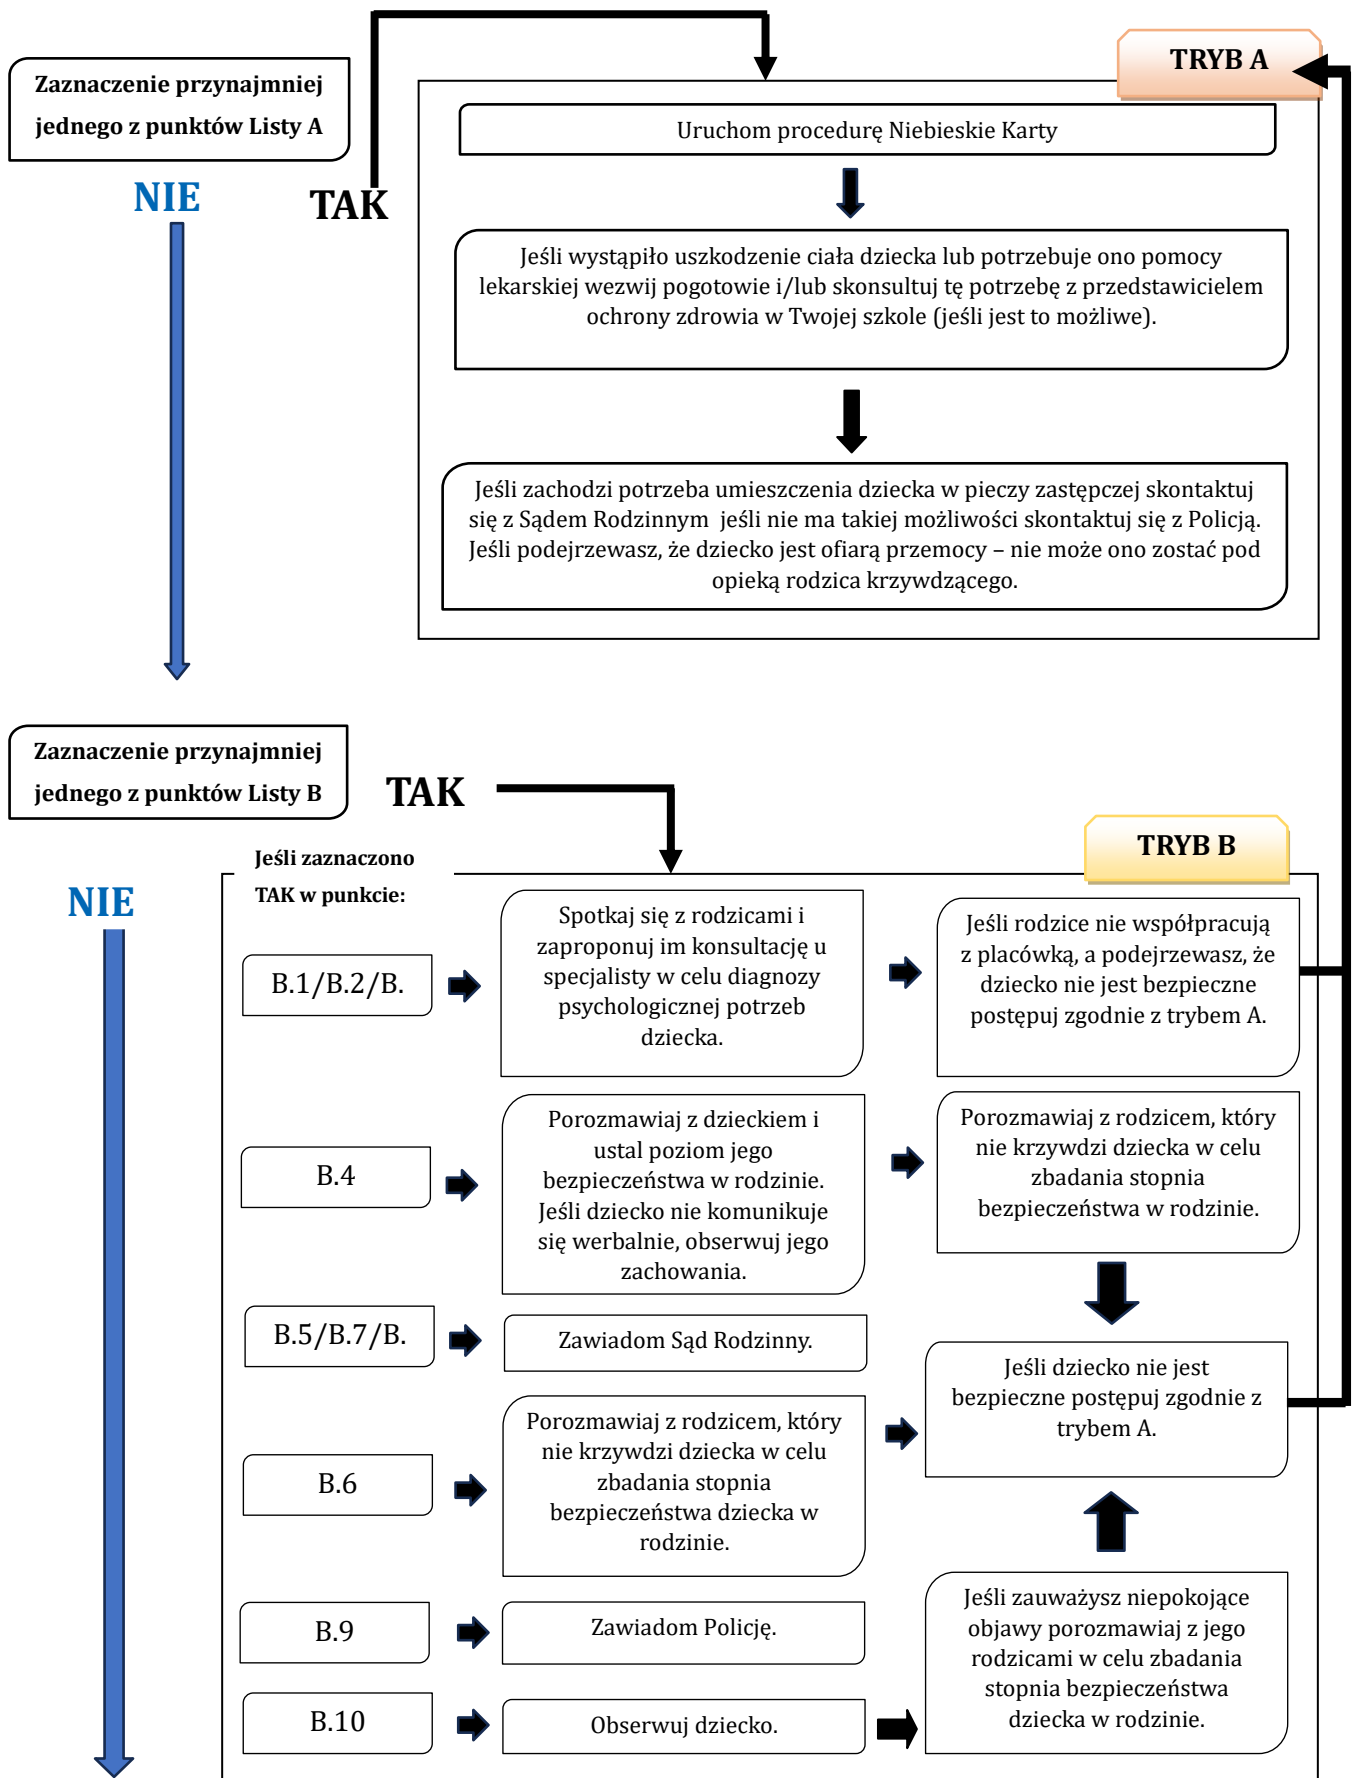 TRYB A
Zaznaczenie przynajmniej
jednego z punktów Listy A
NIE
TAK
Uruchom procedurę Niebieskie Karty
Jeśli wystąpiło uszkodzenie ciała dziecka lub potrzebuje ono pomocy
lekarskiej wezwij pogotowie i/lub skonsultuj tę potrzebę z przedstawicielem
ochrony zdrowia w Twojej szkole (jeśli jest to możliwe).
Jeśli zachodzi potrzeba umieszczenia dziecka w pieczy zastępczej skontaktuj
się z Sądem Rodzinnym jeśli nie ma takiej możliwości skontaktuj się z Policją.
Jeśli podejrzewasz, że dziecko jest ofiarą przemocy – nie może ono zostać pod
opieką rodzica krzywdzącego.
Zaznaczenie przynajmniej
jednego z punktów Listy B
TAK
NIE
TRYB B
Jeśli zaznaczono
TAK w punkcie:
B.1/B.2/B.
Spotkaj się z rodzicami i
zaproponuj im konsultację u
specjalisty w celu diagnozy
psychologicznej potrzeb
dziecka.
Jeśli rodzice nie współpracują
z placówką, a podejrzewasz, że
dziecko nie jest bezpieczne
postępuj zgodnie z trybem A.
B.4
Porozmawiaj z dzieckiem i
ustal poziom jego
bezpieczeństwa w rodzinie.
Jeśli dziecko nie komunikuje
się werbalnie, obserwuj jego
zachowania.
Porozmawiaj z rodzicem, który
nie krzywdzi dziecka w celu
zbadania stopnia
bezpieczeństwa w rodzinie.
B.5/B.7/B.
Zawiadom Sąd Rodzinny.
Jeśli dziecko nie jest
bezpieczne postępuj zgodnie z
trybem A.
B.6
Porozmawiaj z rodzicem, który
nie krzywdzi dziecka w celu
zbadania stopnia
bezpieczeństwa dziecka w
rodzinie.
B.9
Zawiadom Policję.
B.10
Obserwuj dziecko.
Jeśli zauważysz niepokojące
objawy porozmawiaj z jego
rodzicami w celu zbadania
stopnia bezpieczeństwa
dziecka w rodzinie.